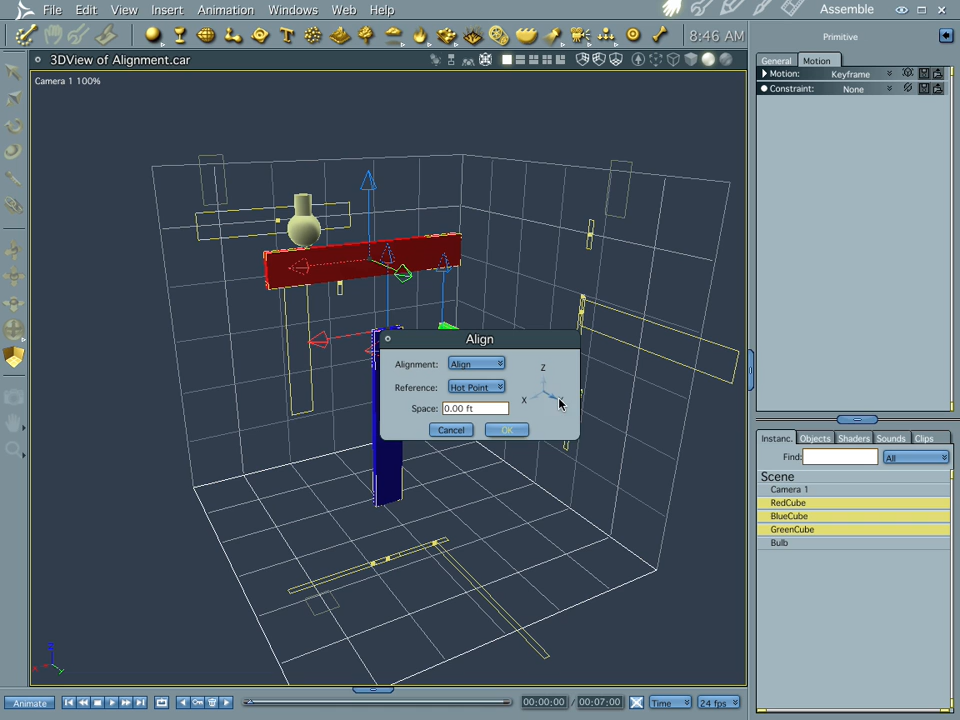 File Edit View Insert Animation Windows Web Help Assemble
8:46 AM
Primitive
3DView of Alignment.car
Camera 1 100%
General Motion
Motion: Keyframe
Constraint: None
Align
Alignment: Align
Reference: Hot Point
Space: 0.00 ft
Z
X
Cancel OK
Instanc. Objects Shaders Sounds Clips
Find: All
Scene
Camera 1
RedCube
BlueCube
GreenCube
Bulb
Animate 00:00:00 / 00:07:00 Time 24 fps